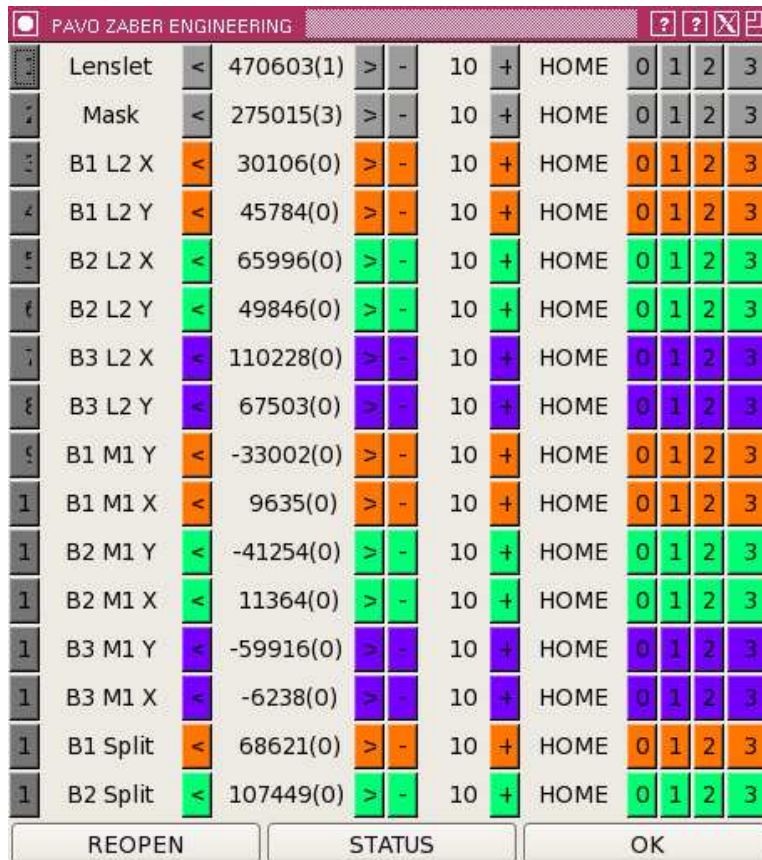 PAVO ZABER ENGINEERING ? ? X
1 Lenslet < 470603(1) > - 10 + HOME 0 1 2 3
2 Mask < 275015(3) > - 10 + HOME 0 1 2 3
3 B1 L2 X < 30106(0) > - 10 + HOME 0 1 2 3
4 B1 L2 Y < 45784(0) > - 10 + HOME 0 1 2 3
5 B2 L2 X < 65996(0) > - 10 + HOME 0 1 2 3
6 B2 L2 Y < 49846(0) > - 10 + HOME 0 1 2 3
7 B3 L2 X < 110228(0) > - 10 + HOME 0 1 2 3
8 B3 L2 Y < 67503(0) > - 10 + HOME 0 1 2 3
9 B1 M1 Y < -33002(0) > - 10 + HOME 0 1 2 3
1 B1 M1 X < 9635(0) > - 10 + HOME 0 1 2 3
1 B2 M1 Y < -41254(0) > - 10 + HOME 0 1 2 3
1 B2 M1 X < 11364(0) > - 10 + HOME 0 1 2 3
1 B3 M1 Y < -59916(0) > - 10 + HOME 0 1 2 3
1 B3 M1 X < -6238(0) > - 10 + HOME 0 1 2 3
1 B1 Split < 68621(0) > - 10 + HOME 0 1 2 3
1 B2 Split < 107449(0) > - 10 + HOME 0 1 2 3
REOPEN STATUS OK